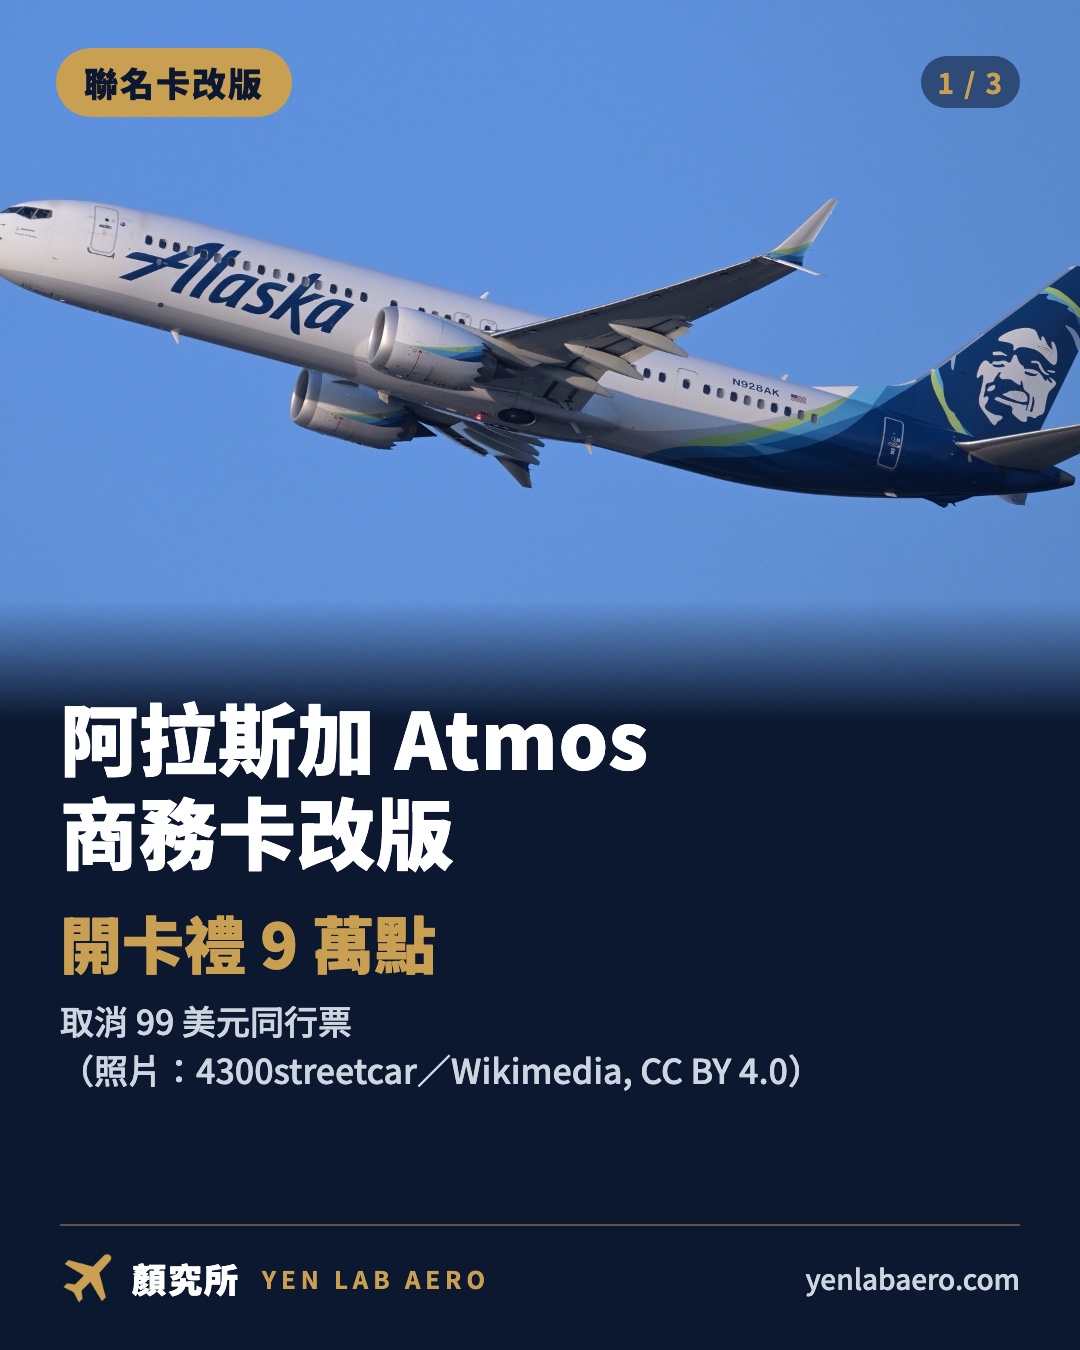 聯名卡改版
1 / 3
Alaska
N928AK
阿拉斯加 Atmos
商務卡改版
開卡禮 9 萬點
取消 99 美元同行票
（照片：4300streetcar／Wikimedia, CC BY 4.0）
顏究所 YEN LAB AERO
yenlabaero.com